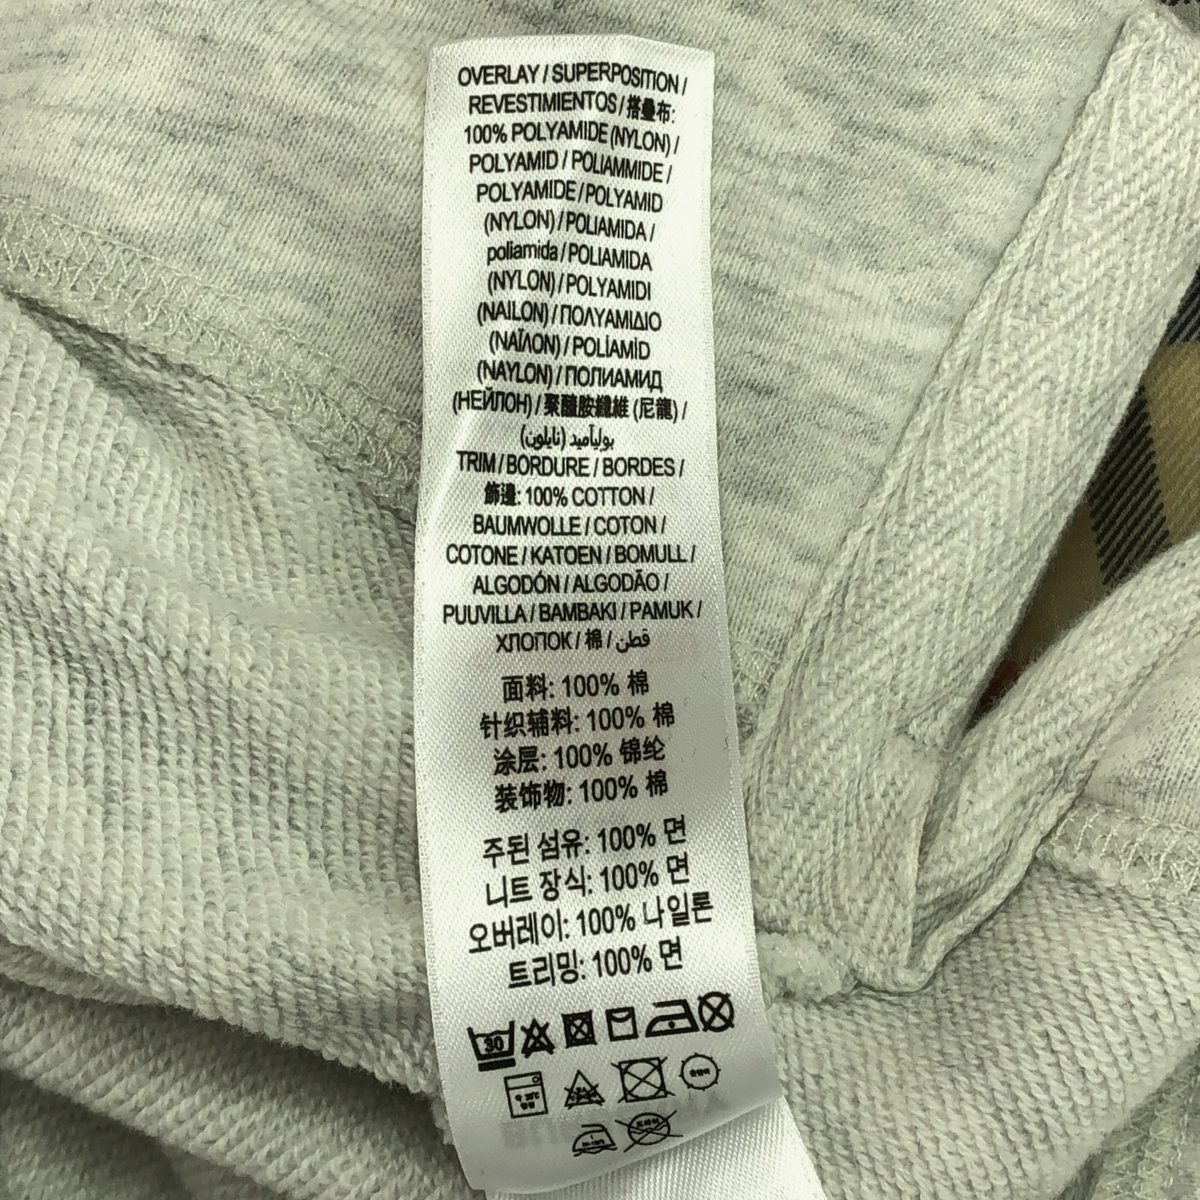 OVERLAY / SUPERPOSITION /
REVESTIMIENTOS / 搭疊布:
100% POLYAMIDE (NYLON) /
POLYAMID / POLIAMMIDE /
POLYAMIDE / POLYAMID
(NYLON) / POLIAMIDA /
poliamida / POLIAMIDA
(NYLON) / POLYAMIDI
(NAILON) / ΠΟΛΥΑΜΙΔΙΟ
(ΝΑΪΛΟΝ) / POLİAMİD
(NAYLON) / ПОЛИАМИД
(НЕЙЛОН) / 聚醯胺纖維 (尼龍) /
بوليأميد (نايلون)
TRIM / BORDURE / BORDES /
飾邊: 100% COTTON /
BAUMWOLLE / COTON /
COTONE / KATOEN / BOMULL /
ALGODÓN / ALGODÃO /
PUUVILLA / BAMBAKI / PAMUK /
ХЛОПОК / 棉 / قطن
面料: 100% 棉
针织辅料: 100% 棉
涂层: 100% 锦纶
装饰物: 100% 棉
주된 섬유: 100% 면
니트 장식: 100% 면
오버레이: 100% 나일론
트리밍: 100% 면
30